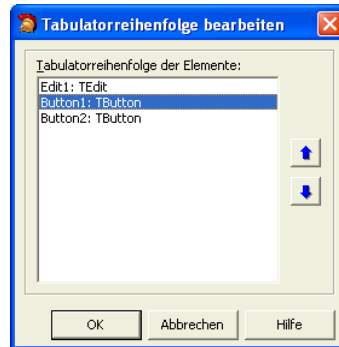 Tabulatorreihenfolge bearbeiten
Tabulatorreihenfolge der Elemente:
Edit1: TEdit
Button1: TButton
Button2: TButton
OK
Abbrechen
Hilfe